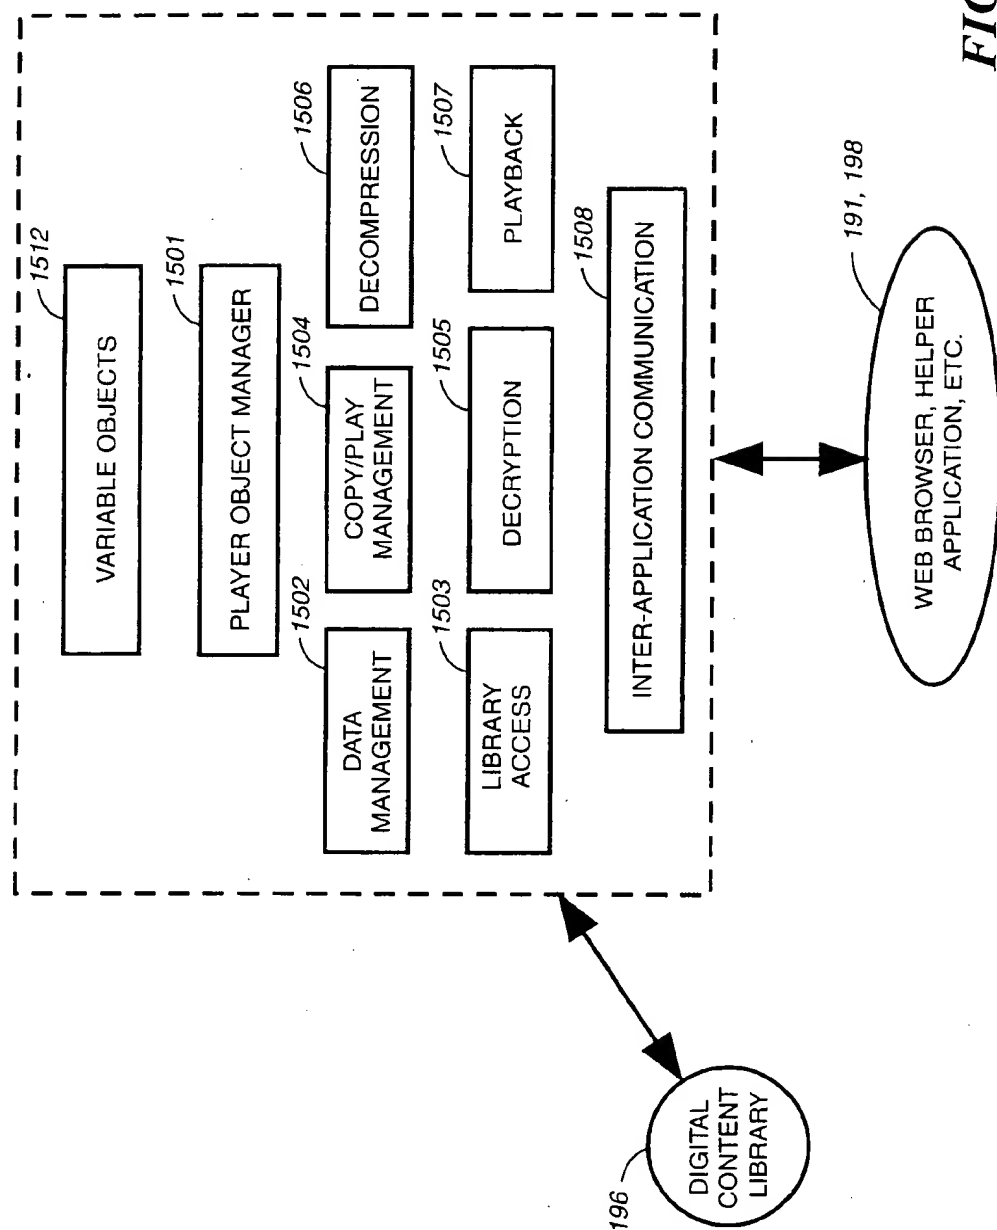 1512
VARIABLE OBJECTS
1501
PLAYER OBJECT MANAGER
1502
DATA
MANAGEMENT
1504
COPY/PLAY
MANAGEMENT
1506
DECOMPRESSION
1503
LIBRARY
ACCESS
1505
DECRYPTION
1507
PLAYBACK
1508
INTER-APPLICATION COMMUNICATION
196
DIGITAL
CONTENT
LIBRARY
191, 198
WEB BROWSER, HELPER
APPLICATION, ETC.